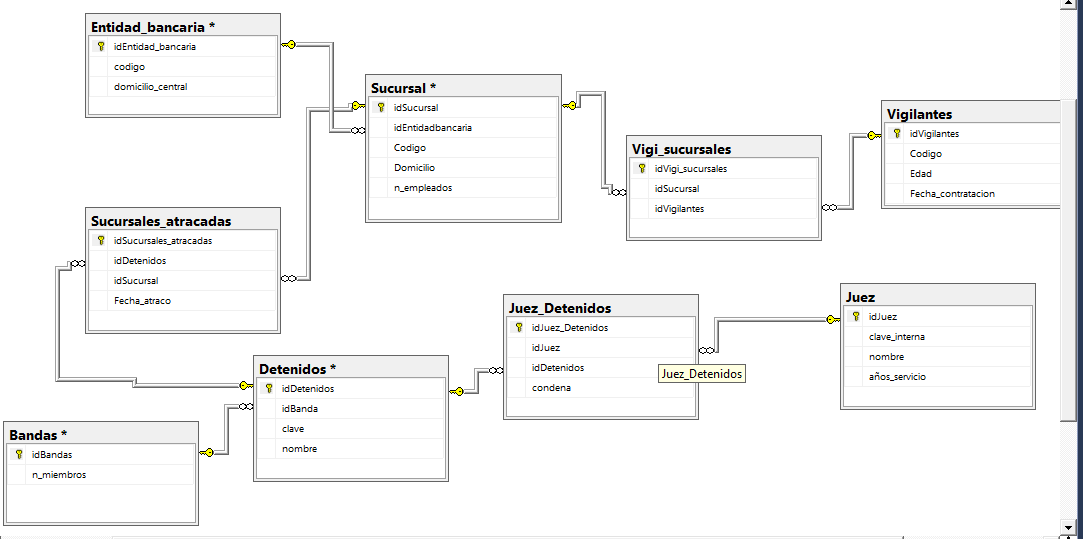 Entidad_bancaria *
idEntidad_bancaria
codigo
domicilio_central
Sucursal *
idSucursal
idEntidadbancaria
Codigo
Domicilio
n_empleados
Vigi_sucursales
idVigi_sucursales
idSucursal
idVigilantes
Vigilantes
idVigilantes
Codigo
Edad
Fecha_contratacion
Sucursales_atracadas
idSucursales_atracadas
idDetenidos
idSucursal
Fecha_atraco
Juez_Detenidos
idJuez_Detenidos
idJuez
idDetenidos
condena
Juez_Detenidos
Juez
idJuez
clave_interna
nombre
años_servicio
Detenidos *
idDetenidos
idBanda
clave
nombre
Bandas *
idBandas
n_miembros